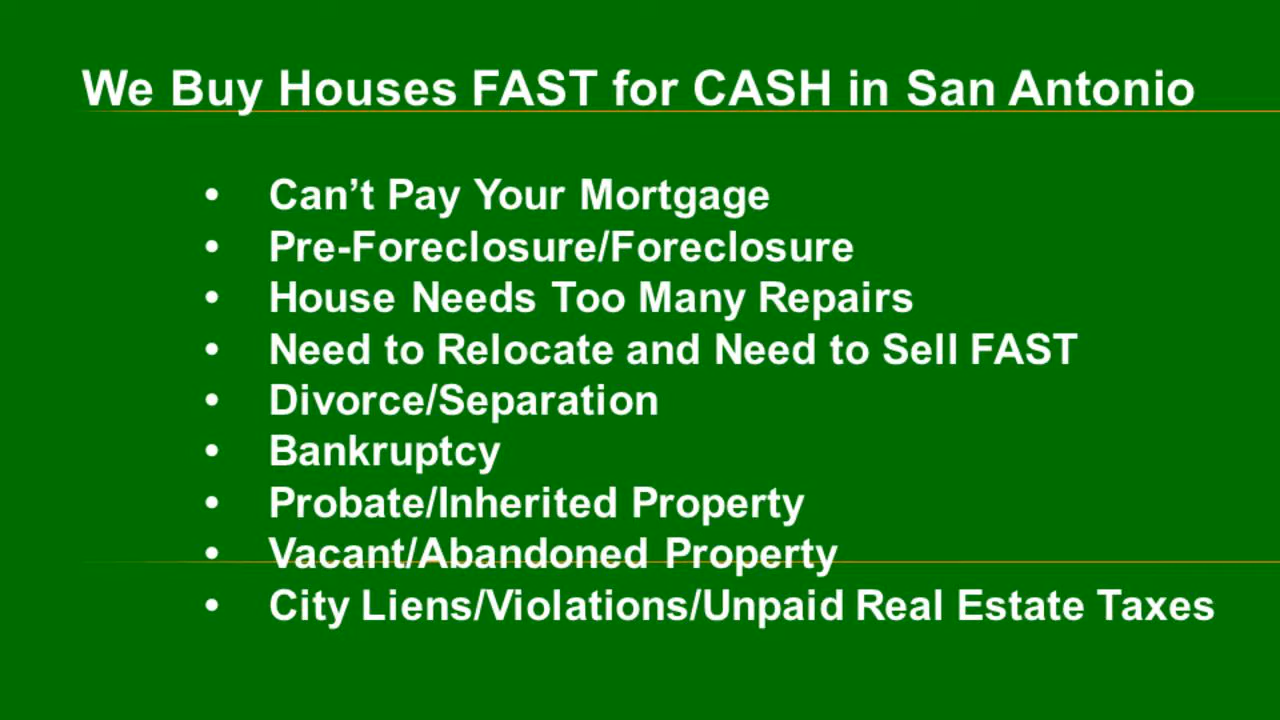 We Buy Houses FAST for CASH in San Antonio
• Can’t Pay Your Mortgage
• Pre-Foreclosure/Foreclosure
• House Needs Too Many Repairs
• Need to Relocate and Need to Sell FAST
• Divorce/Separation
• Bankruptcy
• Probate/Inherited Property
• Vacant/Abandoned Property
• City Liens/Violations/Unpaid Real Estate Taxes